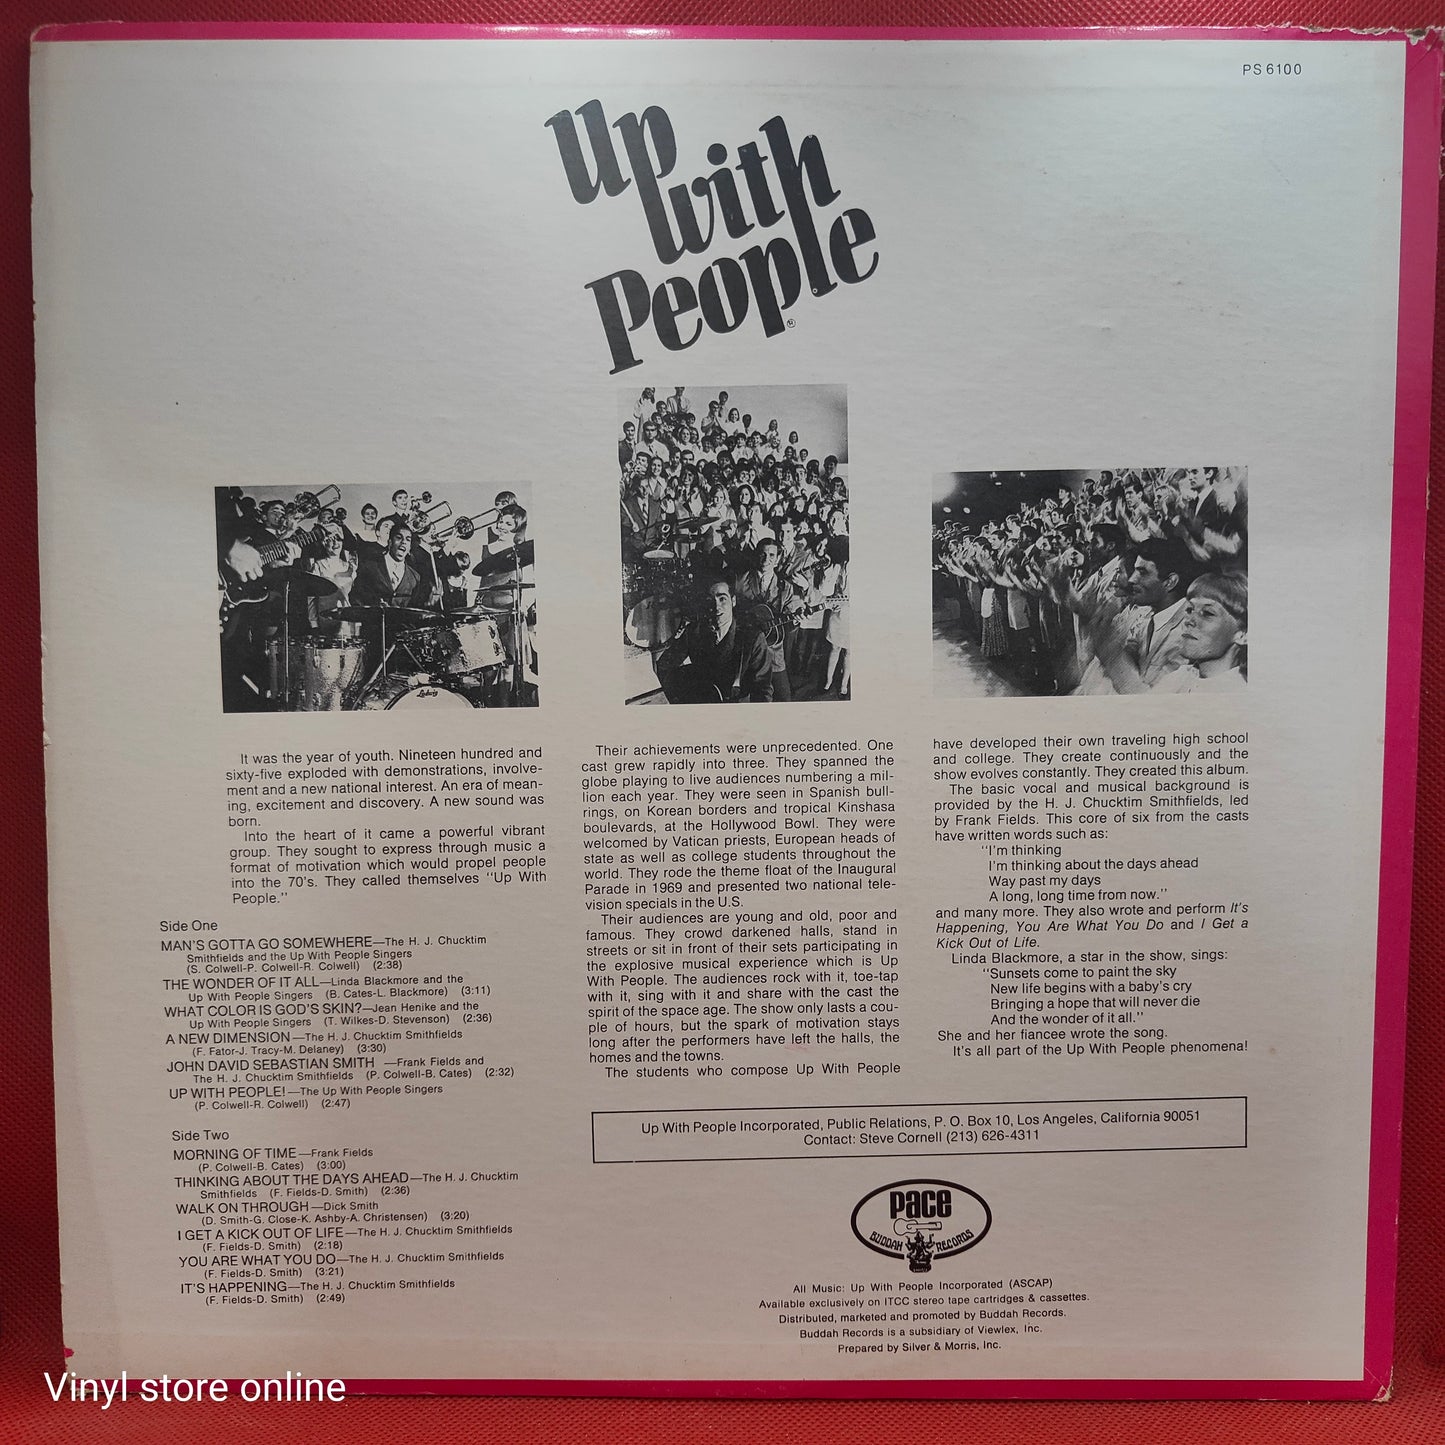 PS 6100
Up
with
People
®
Ludwig
It was the year of youth. Nineteen hundred and
sixty-five exploded with demonstrations, involve-
ment and a new national interest. An era of mean-
ing, excitement and discovery. A new sound was
born.
Into the heart of it came a powerful vibrant
group. They sought to express through music a
format of motivation which would propel people
into the 70's. They called themselves "Up With
People."
Side One
MAN'S GOTTA GO SOMEWHERE—The H. J. Chucktim
Smithfields and the Up With People Singers
(S. Colwell-P. Colwell-R. Colwell) (2:38)
THE WONDER OF IT ALL—Linda Blackmore and the
Up With People Singers (B. Cates-L. Blackmore) (3:11)
WHAT COLOR IS GOD'S SKIN?—Jean Henike and the
Up With People Singers (T. Wilkes-D. Stevenson) (2:36)
A NEW DIMENSION—The H. J. Chucktim Smithfields
(F. Fator-J. Tracy-M. Delaney) (3:30)
JOHN DAVID SEBASTIAN SMITH —Frank Fields and
The H. J. Chucktim Smithfields (P. Colwell-B. Cates) (2:32)
UP WITH PEOPLE!—The Up With People Singers
(P. Colwell-R. Colwell) (2:47)
Side Two
MORNING OF TIME—Frank Fields
(P. Colwell-B. Cates) (3:00)
THINKING ABOUT THE DAYS AHEAD—The H. J. Chucktim
Smithfields (F. Fields-D. Smith) (2:36)
WALK ON THROUGH—Dick Smith
(D. Smith-G. Close-K. Ashby-A. Christensen) (3:20)
I GET A KICK OUT OF LIFE—The H. J. Chucktim Smithfields
(F. Fields-D. Smith) (2:18)
YOU ARE WHAT YOU DO—The H. J. Chucktim Smithfields
(F. Fields-D. Smith) (3:21)
IT'S HAPPENING—The H. J. Chucktim Smithfields
(F. Fields-D. Smith) (2:49)
Their achievements were unprecedented. One
cast grew rapidly into three. They spanned the
globe playing to live audiences numbering a mil-
lion each year. They were seen in Spanish bull-
rings, on Korean borders and tropical Kinshasa
boulevards, at the Hollywood Bowl. They were
welcomed by Vatican priests, European heads of
state as well as college students throughout the
world. They rode the theme float of the Inaugural
Parade in 1969 and presented two national tele-
vision specials in the U.S.
Their audiences are young and old, poor and
famous. They crowd darkened halls, stand in
streets or sit in front of their sets participating in
the explosive musical experience which is Up
With People. The audiences rock with it, toe-tap
with it, sing with it and share with the cast the
spirit of the space age. The show only lasts a cou-
ple of hours, but the spark of motivation stays
long after the performers have left the halls, the
homes and the towns.
The students who compose Up With People
have developed their own traveling high school
and college. They create continuously and the
show evolves constantly. They created this album.
The basic vocal and musical background is
provided by the H. J. Chucktim Smithfields, led
by Frank Fields. This core of six from the casts
have written words such as:
"I'm thinking
I'm thinking about the days ahead
Way past my days
A long, long time from now."
and many more. They also wrote and perform It's
Happening, You Are What You Do and I Get a
Kick Out of Life.
Linda Blackmore, a star in the show, sings:
"Sunsets come to paint the sky
New life begins with a baby's cry
Bringing a hope that will never die
And the wonder of it all."
She and her fiancee wrote the song.
It's all part of the Up With People phenomena!
Up With People Incorporated, Public Relations, P. O. Box 10, Los Angeles, California 90051
Contact: Steve Cornell (213) 626-4311
pace
BUDDAH RECORDS
All Music: Up With People Incorporated (ASCAP)
Available exclusively on ITCC stereo tape cartridges & cassettes.
Distributed, marketed and promoted by Buddah Records.
Buddah Records is a subsidiary of Viewlex, Inc.
Prepared by Silver & Morris, Inc.
Vinyl store online